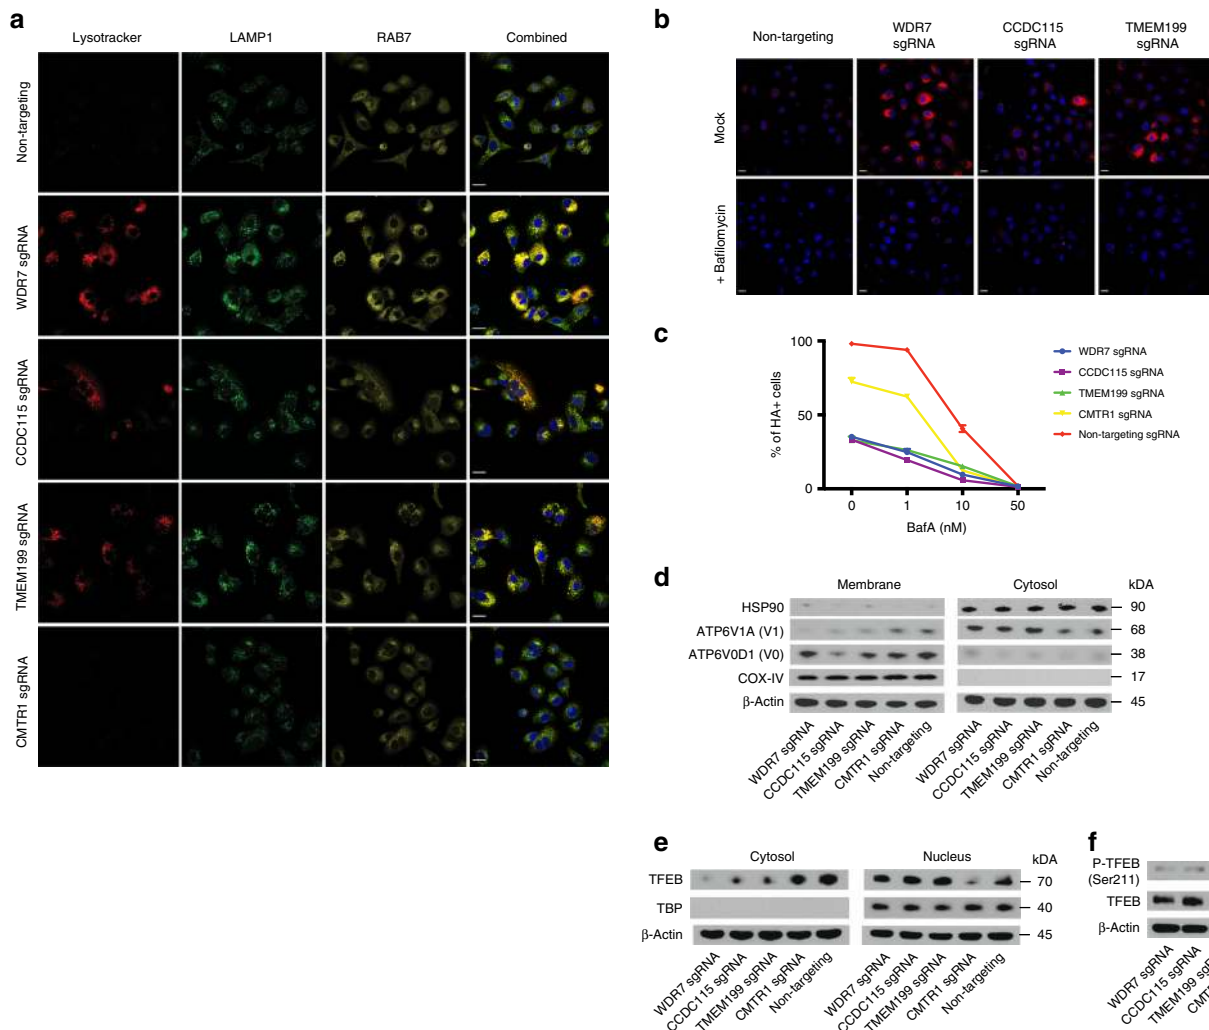 a
Lysotracker LAMP1 RAB7 Combined
Non-targeting
WDR7 sgRNA
CCDC115 sgRNA
TMEM199 sgRNA
CMTR1 sgRNA
b
Non-targeting
WDR7
sgRNA
CCDC115
sgRNA
TMEM199
sgRNA
Mock
+ Bafilomycin
c
% of HA+ cells
100
50
0
0 1 10 50
BafA (nM)
WDR7 sgRNA
CCDC115 sgRNA
TMEM199 sgRNA
CMTR1 sgRNA
Non-targeting sgRNA
d
Membrane Cytosol kDA
HSP90 90
ATP6V1A (V1) 68
ATP6V0D1 (V0) 38
COX-IV 17
β-Actin 45
WDR7 sgRNA
CCDC115 sgRNA
TMEM199 sgRNA
CMTR1 sgRNA
Non-targeting
WDR7 sgRNA
CCDC115 sgRNA
TMEM199 sgRNA
CMTR1 sgRNA
Non-targeting
e
Cytosol Nucleus kDA
TFEB 70
TBP 40
β-Actin 45
WDR7 sgRNA
CCDC115 sgRNA
TMEM199 sgRNA
CMTR1 sgRNA
Non-targeting
WDR7 sgRNA
CCDC115 sgRNA
TMEM199 sgRNA
CMTR1 sgRNA
Non-targeting
f
P-TFEB
(Ser211)
TFEB
β-Actin
WDR7 sgRNA
CCDC115 sgRNA
TMEM199